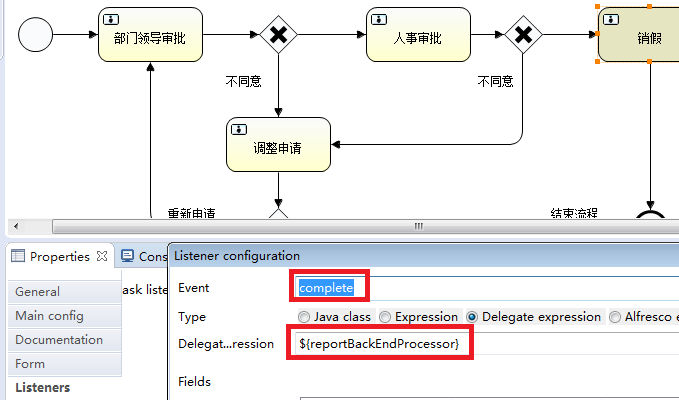 部门领导审批
人事审批
销假
不同意
不同意
调整申请
重新申请
结束流程
Properties
Cons
Listener configuration
General
Main config
Documentation
Form
Listeners
ask liste
Event
complete
Type
Java class
Expression
Delegate expression
Alfresco e
Delegat...ression
${reportBackEndProcessor}
Fields